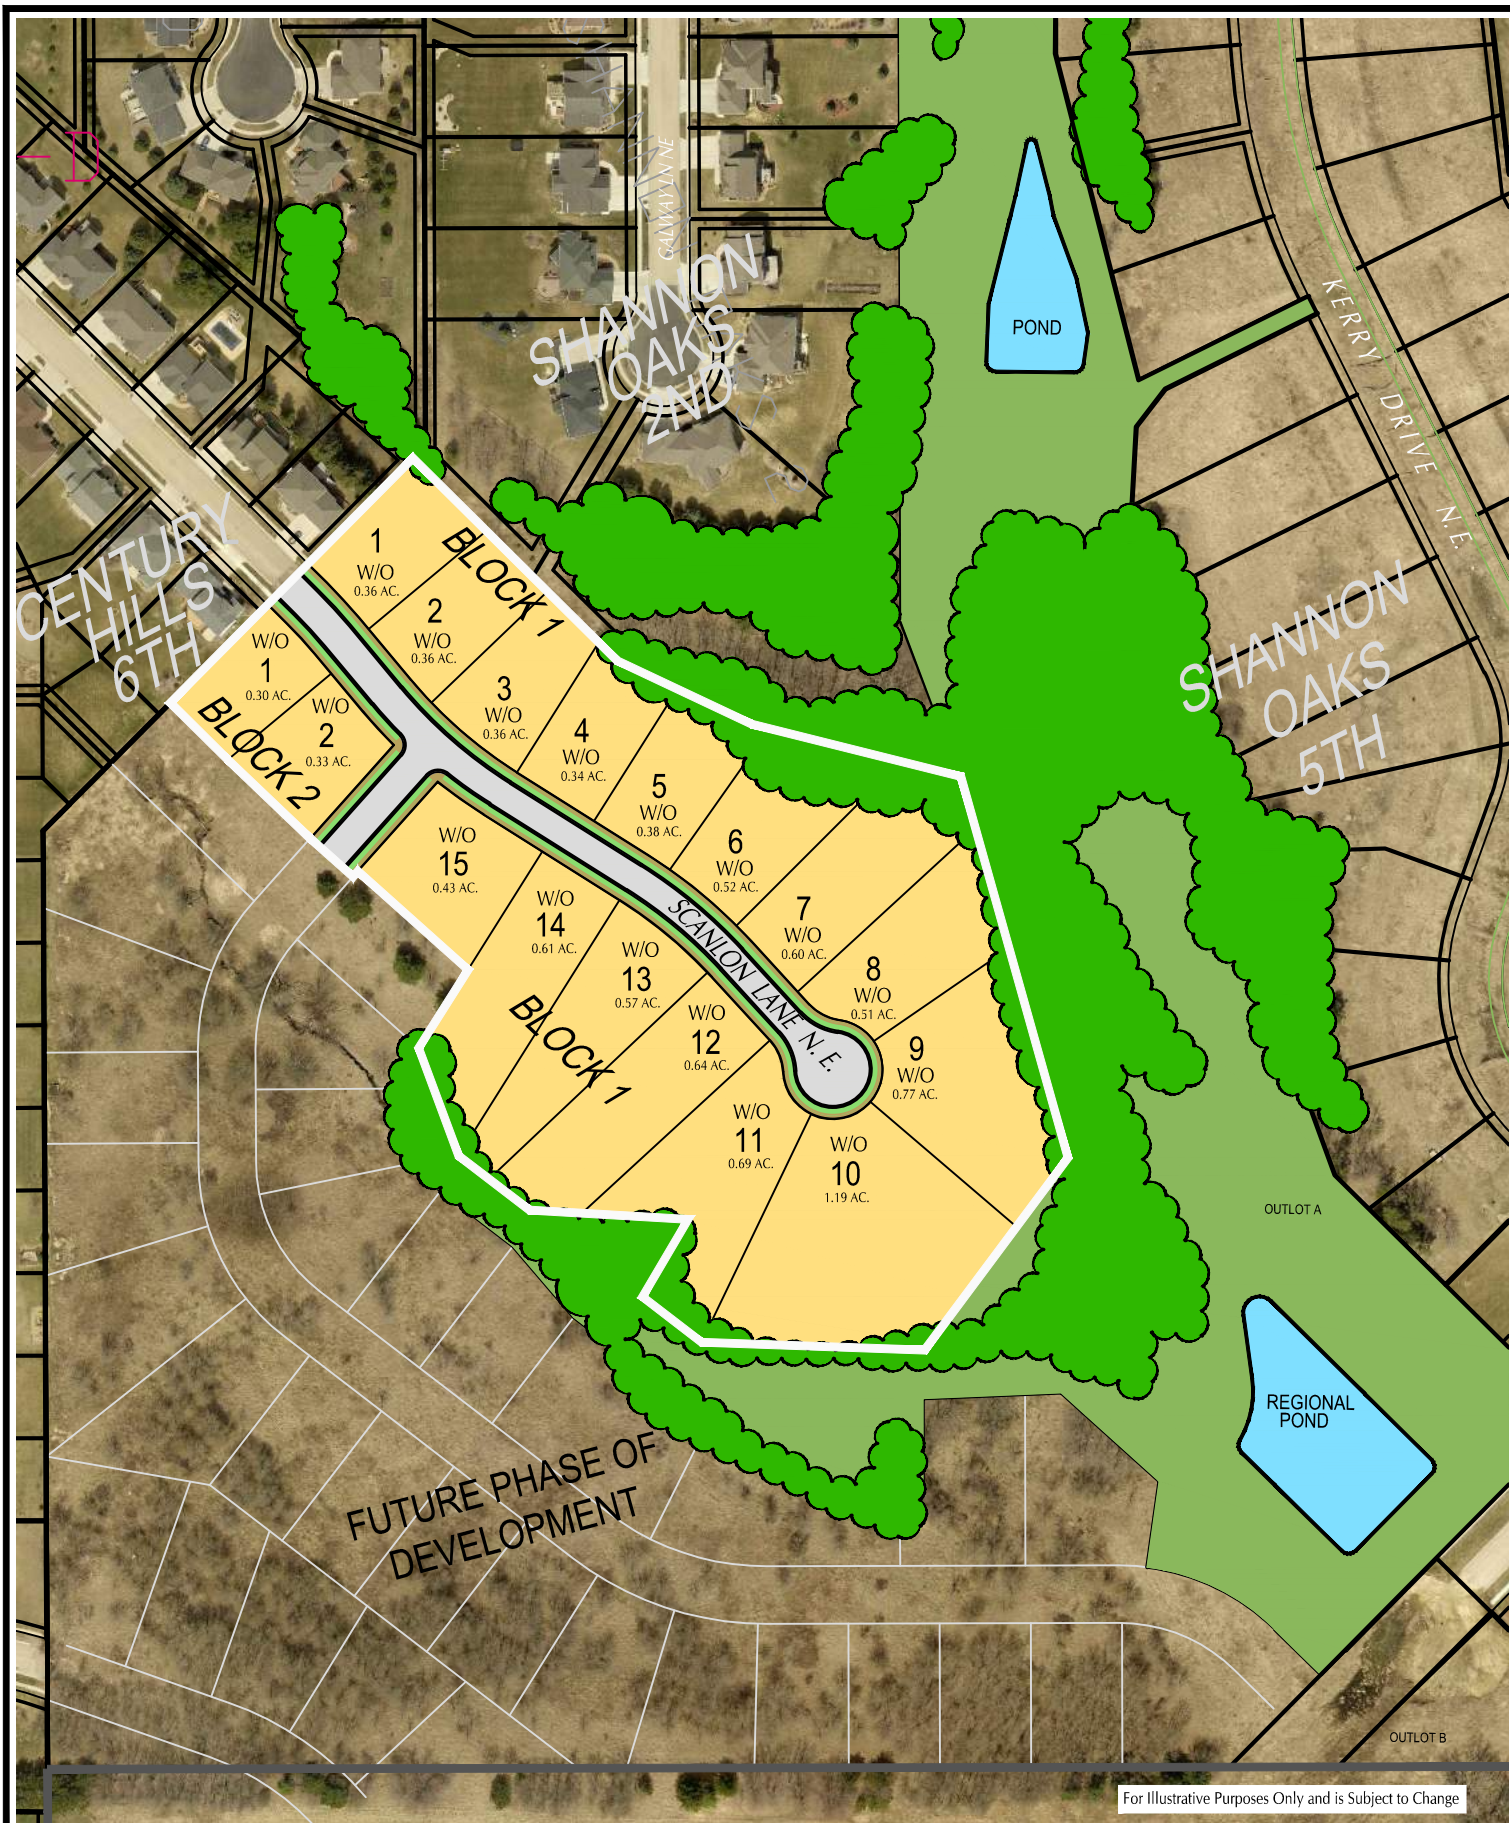 D
GALWAY LN NE
SHANNON
OAKS
2ND
POND
KERRY DRIVE N.E.
CENTURY
HILLS
6TH
SHANNON
OAKS
5TH
BLOCK 1
1
W/O
0.36 AC.
2
W/O
0.36 AC.
3
W/O
0.36 AC.
4
W/O
0.34 AC.
5
W/O
0.38 AC.
6
W/O
0.52 AC.
7
W/O
0.60 AC.
8
W/O
0.51 AC.
9
W/O
0.77 AC.
W/O
10
1.19 AC.
W/O
11
0.69 AC.
W/O
12
0.64 AC.
W/O
13
0.57 AC.
W/O
14
0.61 AC.
W/O
15
0.43 AC.
BLOCK 1
W/O
1
0.30 AC.
W/O
2
0.33 AC.
BLOCK 2
SCANLON LANE N. E.
OUTLOT A
REGIONAL
POND
FUTURE PHASE OF
DEVELOPMENT
OUTLOT B
For Illustrative Purposes Only and is Subject to Change